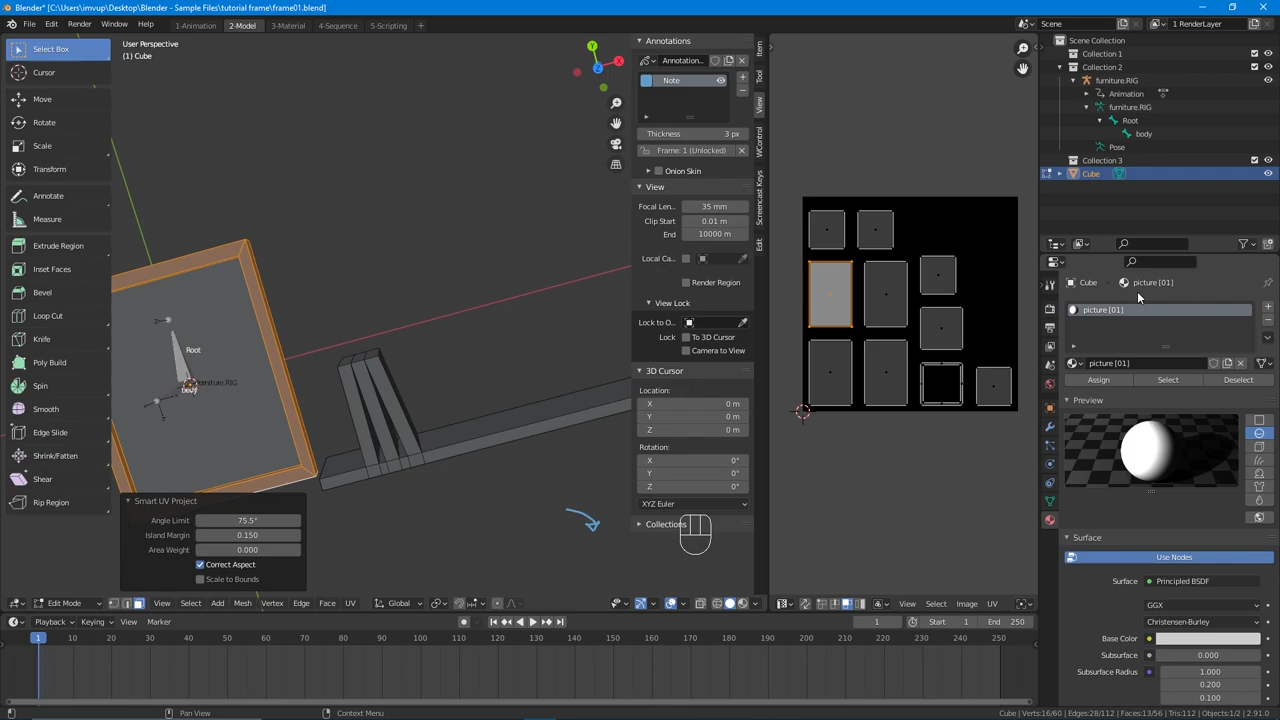 Blender* [C:\Users\imvup\Desktop\Blender - Sample Files\tutorial frame\frame01.blend]
File Edit Render Window Help
1-Animation 2-Model 3-Material 4-Sequence 5-Scripting
Scene
1 RenderLayer
Select Box
Cursor
Move
Rotate
Scale
Transform
Annotate
Measure
Extrude Region
Inset Faces
Bevel
Loop Cut
Knife
Poly Build
Spin
Smooth
Edge Slide
Shrink/Fatten
Shear
Rip Region
User Perspective
(1) Cube
Y
X
Z
Root
furniture.RIG
body
Smart UV Project
Angle Limit 75.5°
Island Margin 0.150
Area Weight 0.000
Correct Aspect
Scale to Bounds
Annotations
Annotation...
Note
Thickness 3 px
Frame: 1 (Unlocked)
Onion Skin
View
Focal Len... 35 mm
Clip Start 0.01 m
End 10000 m
Local Ca...
Render Region
View Lock
Lock to O...
Lock To 3D Cursor
Camera to View
3D Cursor
Location:
X 0 m
Y 0 m
Z 0 m
Rotation:
X 0°
Y 0°
Z 0°
XYZ Euler
Collections
Item
Tool
View
WControl
Screencast Keys
Edit
Scene Collection
Collection 1
Collection 2
furniture.RIG
Animation
furniture.RIG
Root
body
Pose
Collection 3
Cube
Cube picture [01]
picture [01]
picture [01]
Assign Select Deselect
Preview
Surface
Use Nodes
Surface Principled BSDF
GGX
Christensen-Burley
Base Color
Subsurface 0.000
Subsurface Radius 1.000
0.200
0.100
Edit Mode View Select Add Mesh Vertex Edge Face UV Global
View Select Image UV
Playback Keying View Marker
1 Start 1 End 250
1 10 20 30 40 50 60 70 80 90 100 110 120 130 140 150 160 170 180 190 200 210 220 230 240 250
Pan View
Context Menu
Cube | Verts:16/60 | Edges:28/112 | Faces:13/56 | Tris:112 | Objects:1/2 | 2.91.0